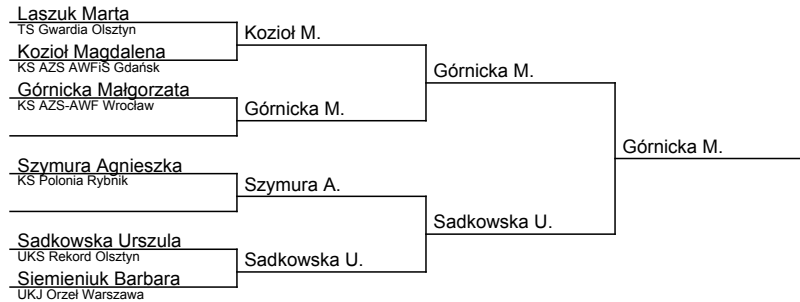 Laszuk Marta
TS Gwardia Olsztyn
Kozioł M.
Kozioł Magdalena
KS AZS AWFiS Gdańsk
Górnicka M.
Górnicka Małgorzata
KS AZS-AWF Wrocław
Górnicka M.
Górnicka M.
Szymura Agnieszka
KS Polonia Rybnik
Szymura A.
Sadkowska U.
Sadkowska Urszula
UKS Rekord Olsztyn
Sadkowska U.
Siemieniuk Barbara
UKJ Orzeł Warszawa